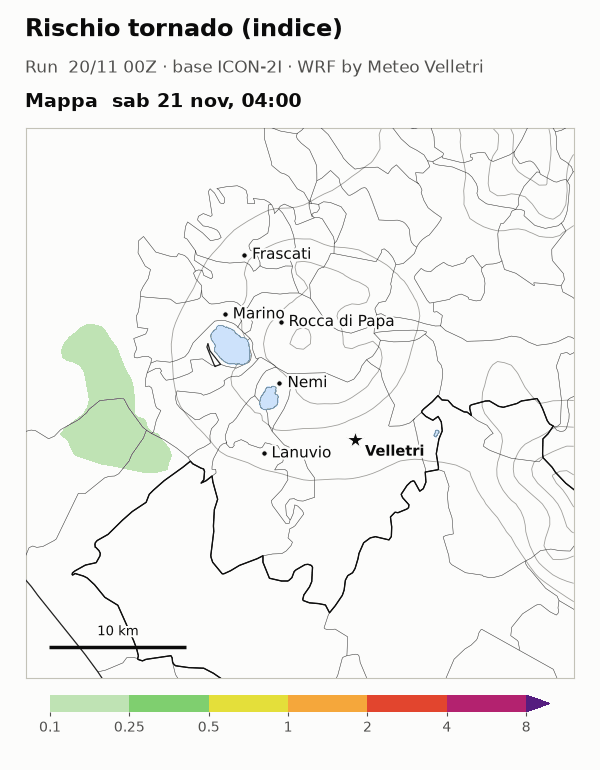 Rischio tornado (indice)
Run  20/11 00Z · base ICON-2I · WRF by Meteo Velletri
Mappa  sab 21 nov, 04:00
Frascati
Marino
Rocca di Papa
Nemi
Velletri
Lanuvio
10 km
0.1 0.25 0.5 1 2 4 8